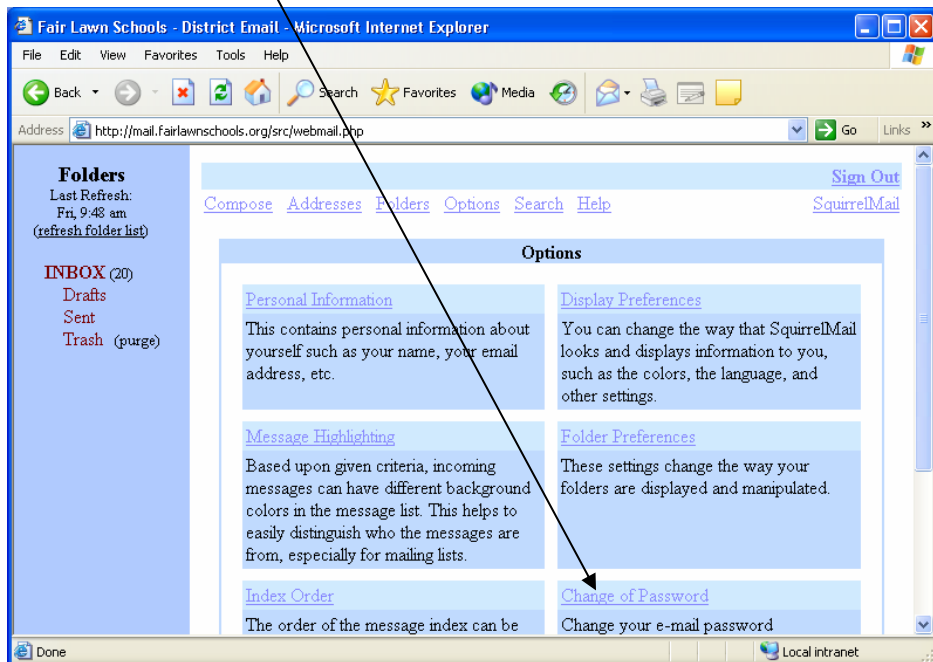 Fair Lawn Schools - District Email - Microsoft Internet Explorer
File Edit View Favorites Tools Help
Back Search Favorites Media
Address http://mail.fairlawnschools.org/src/webmail.php Go Links »
Folders
Last Refresh:
Fri, 9:48 am
(refresh folder list)
INBOX (20)
Drafts
Sent
Trash (purge)
Sign Out
Compose Addresses Folders Options Search Help SquirrelMail
Options
Personal Information
This contains personal information about
yourself such as your name, your email
address, etc.
Display Preferences
You can change the way that SquirrelMail
looks and displays information to you,
such as the colors, the language, and
other settings.
Message Highlighting
Based upon given criteria, incoming
messages can have different background
colors in the message list. This helps to
easily distinguish who the messages are
from, especially for mailing lists.
Folder Preferences
These settings change the way your
folders are displayed and manipulated.
Index Order
The order of the message index can be
Change of Password
Change your e-mail password
Done Local intranet